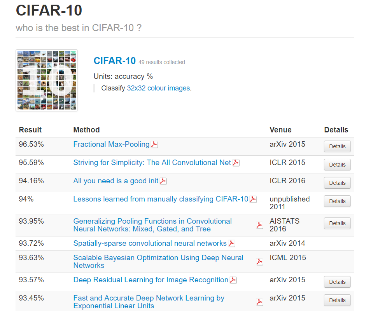 CIFAR-10
who is the best in CIFAR-10 ?
CIFAR-10 49 results collected
Units: accuracy %
Classify 32x32 colour images.
Result Method Venue Details
96.53% Fractional Max-Pooling arXiv 2015 Details
95.59% Striving for Simplicity: The All Convolutional Net ICLR 2015 Details
94.16% All you need is a good init ICLR 2016 Details
94% Lessons learned from manually classifying CIFAR-10 unpublished Details
2011
93.95% Generalizing Pooling Functions in Convolutional AISTATS Details
Neural Networks: Mixed, Gated, and Tree 2016
93.72% Spatially-sparse convolutional neural networks arXiv 2014
93.63% Scalable Bayesian Optimization Using Deep Neural ICML 2015
Networks
93.57% Deep Residual Learning for Image Recognition arXiv 2015 Details
93.45% Fast and Accurate Deep Network Learning by arXiv 2015 Details
Exponential Linear Units